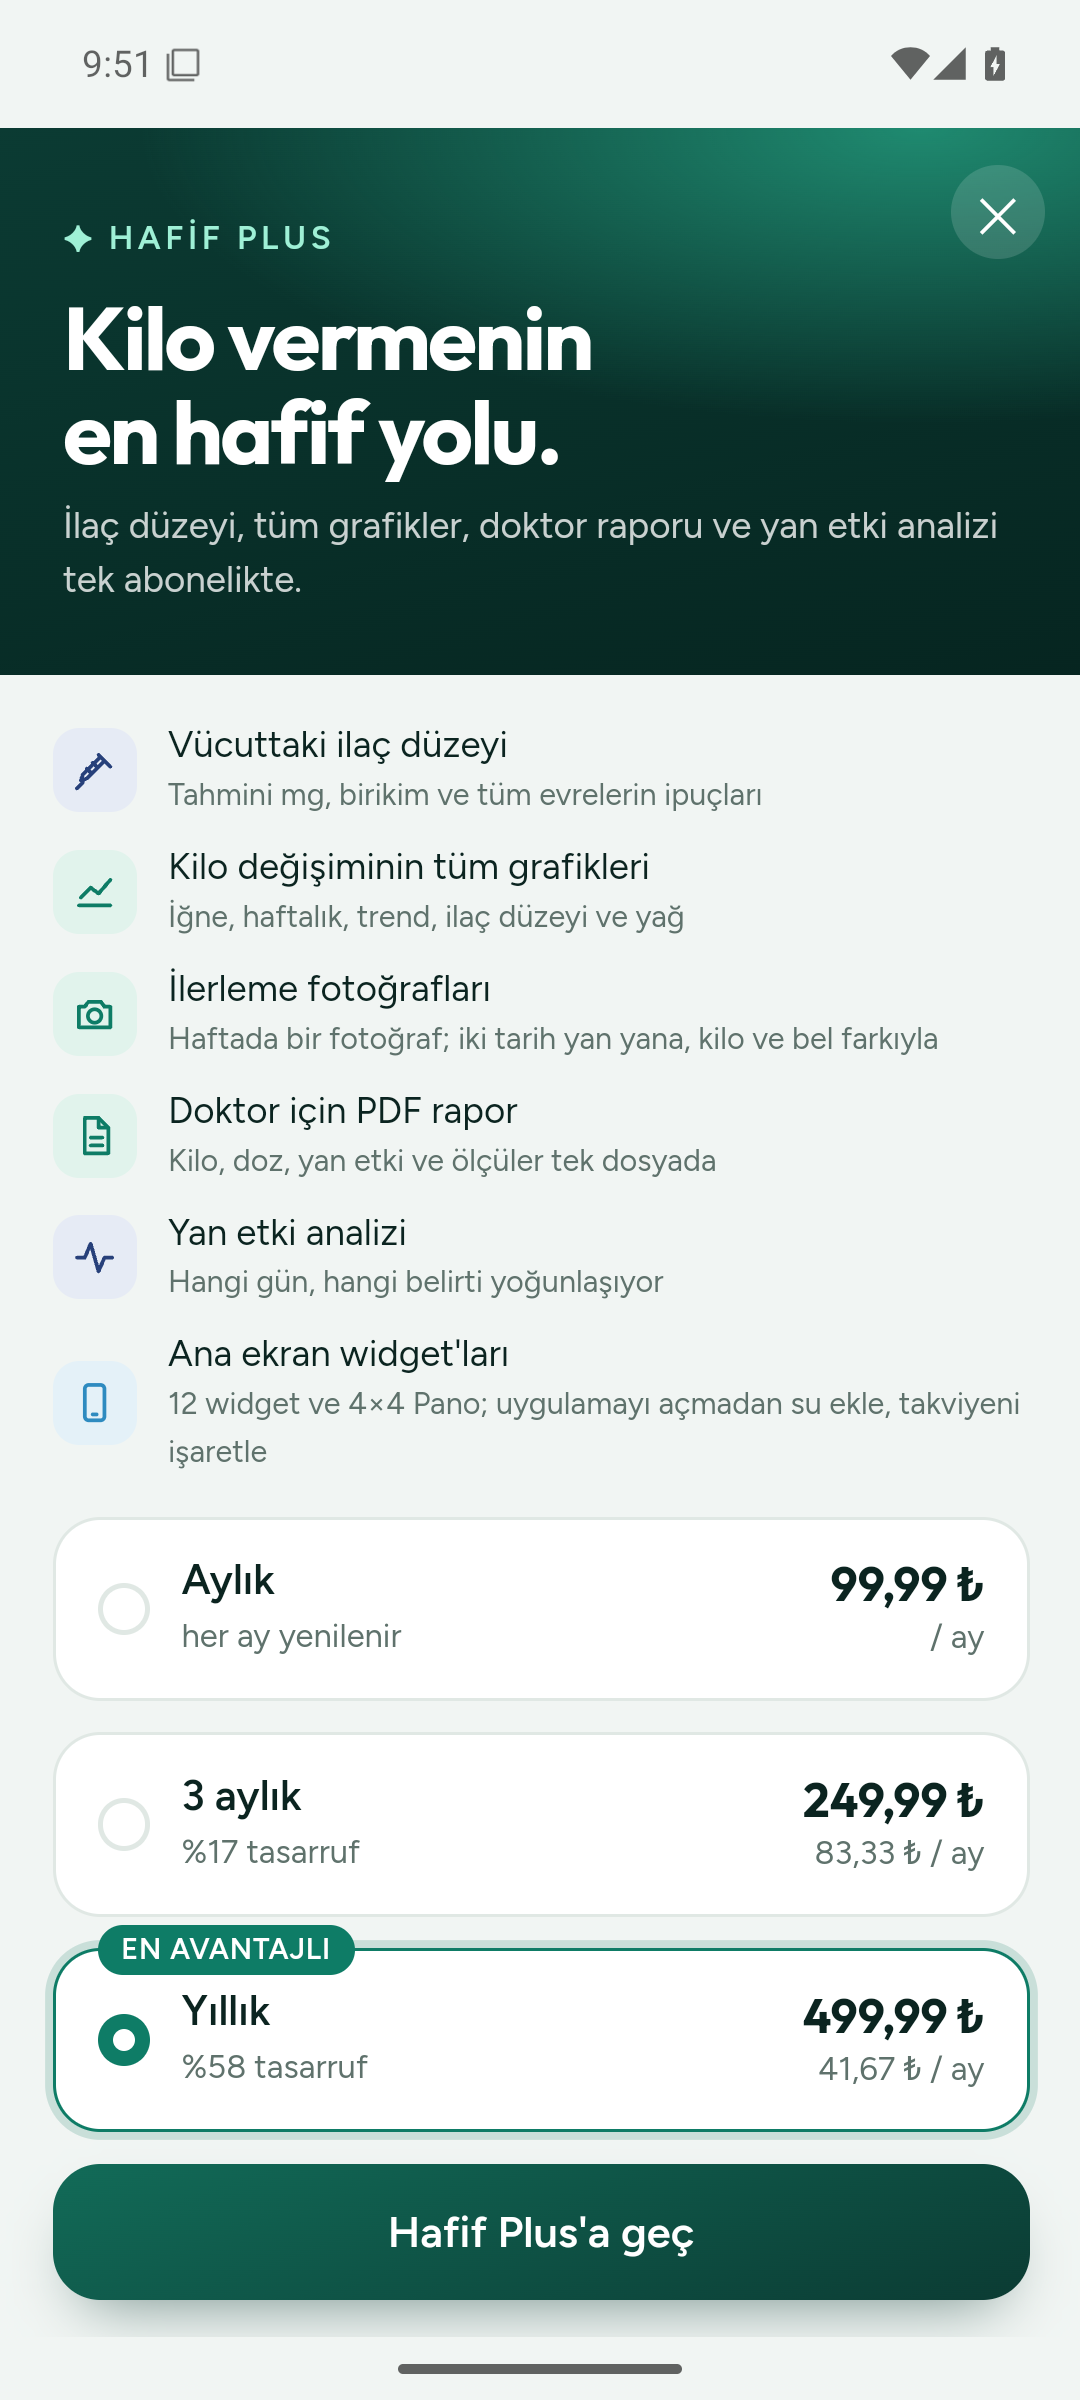 9:51
HAFİF PLUS
Kilo vermenin
en hafif yolu.
İlaç düzeyi, tüm grafikler, doktor raporu ve yan etki analizi
tek abonelikte.
Vücuttaki ilaç düzeyi
Tahmini mg, birikim ve tüm evrelerin ipuçları
Kilo değişiminin tüm grafikleri
İğne, haftalık, trend, ilaç düzeyi ve yağ
İlerleme fotoğrafları
Haftada bir fotoğraf; iki tarih yan yana, kilo ve bel farkıyla
Doktor için PDF rapor
Kilo, doz, yan etki ve ölçüler tek dosyada
Yan etki analizi
Hangi gün, hangi belirti yoğunlaşıyor
Ana ekran widget'ları
12 widget ve 4×4 Pano; uygulamayı açmadan su ekle, takviyeni
işaretle
Aylık
99,99 ₺
her ay yenilenir
/ ay
3 aylık
249,99 ₺
%17 tasarruf
83,33 ₺ / ay
EN AVANTAJLI
Yıllık
499,99 ₺
%58 tasarruf
41,67 ₺ / ay
Hafif Plus'a geç